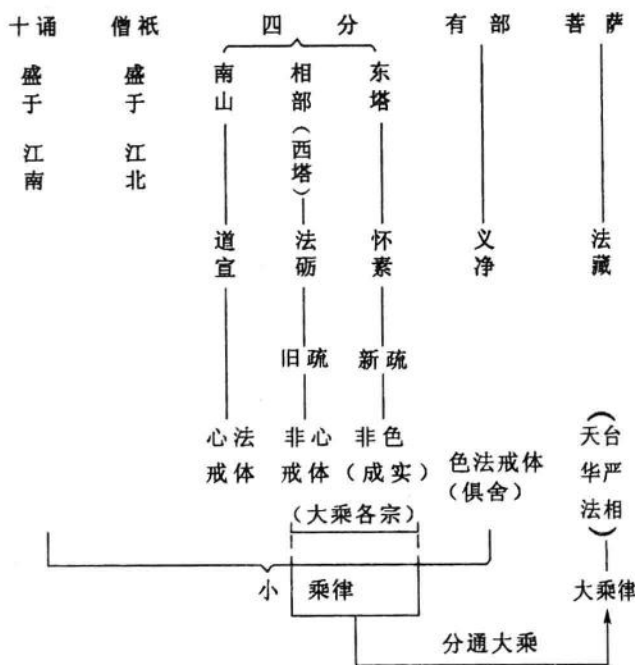 十诵 僧祇 四分 有部 菩萨
盛于江南
盛于江北
南山
相部（西塔）
东塔
道宣
法砺
怀素
义净
法藏
旧疏 新疏
心法戒体
非心戒体
非色（成实）
色法戒体
（俱舍）
（天台华严法相）
（大乘各宗）
小乘律
大乘律
分通大乘